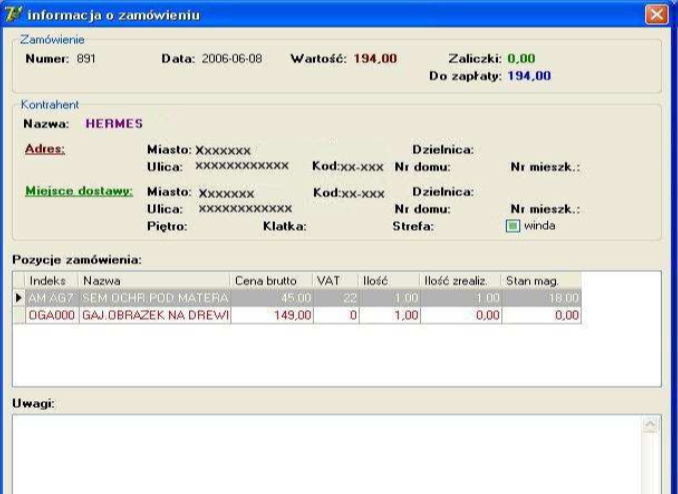 informacja o zamówieniu
Zamówienie
Numer: 891 Data: 2006-06-08 Wartość: 194,00 Zaliczki: 0,00
Do zapłaty: 194,00
Kontrahent
Nazwa: HERMES
Adres: Miasto: Xxxxxxx Dzielnica:
Ulica: xxxxxxxxxxxx Kod:xx-xxx Nr domu: Nr mieszk.:
Miejsce dostawy: Miasto: Xxxxxxx Kod:xx-xxx Dzielnica:
Ulica: xxxxxxxxxxxx Nr domu: Nr mieszk.:
Piętro: Klatka: Strefa: winda
Pozycje zamówienia:
Indeks Nazwa Cena brutto VAT Ilość Ilość zrealiz. Stan mag.
AM AG7 SEM.OCHR.POD MATERA 45,00 22 1,00 1,00 18,00
OGA000 GAJ.OBRAZEK NA DREWI 149,00 0 1,00 0,00 0,00
Uwagi: